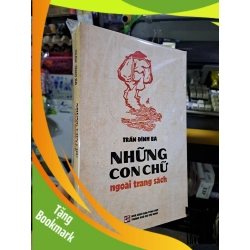 TRẦN ĐÌNH BA
NHỮNG
CON CHỮ
ngoài trang sách
Tặng
Bookmark